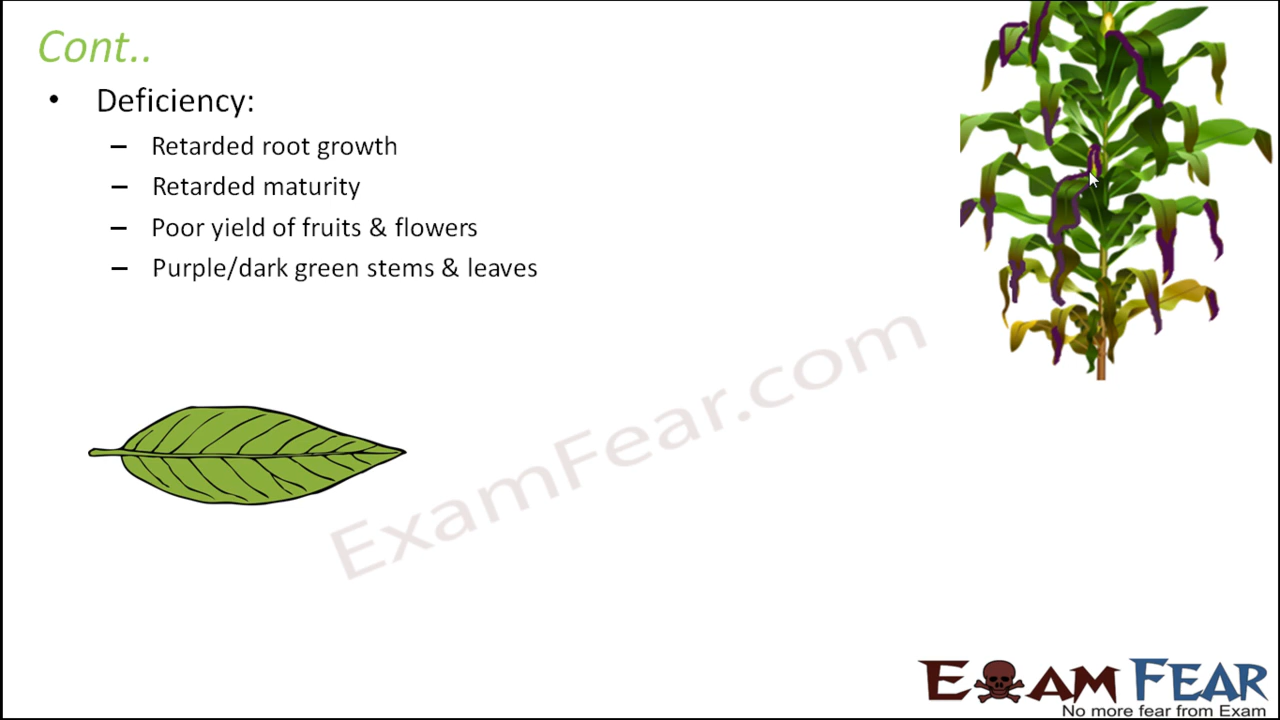 Cont..
• Deficiency:
– Retarded root growth
– Retarded maturity
– Poor yield of fruits & flowers
– Purple/dark green stems & leaves
ExamFear.com
EXAM FEAR
No more fear from Exam